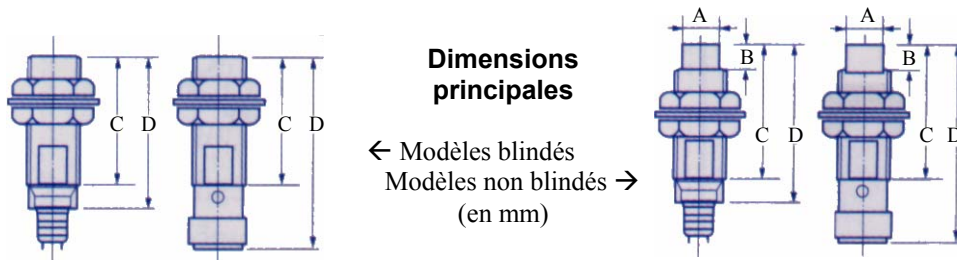 A A
B B
Dimensions
principales
C D C D C D C D
← Modèles blindés
Modèles non blindés →
(en mm)